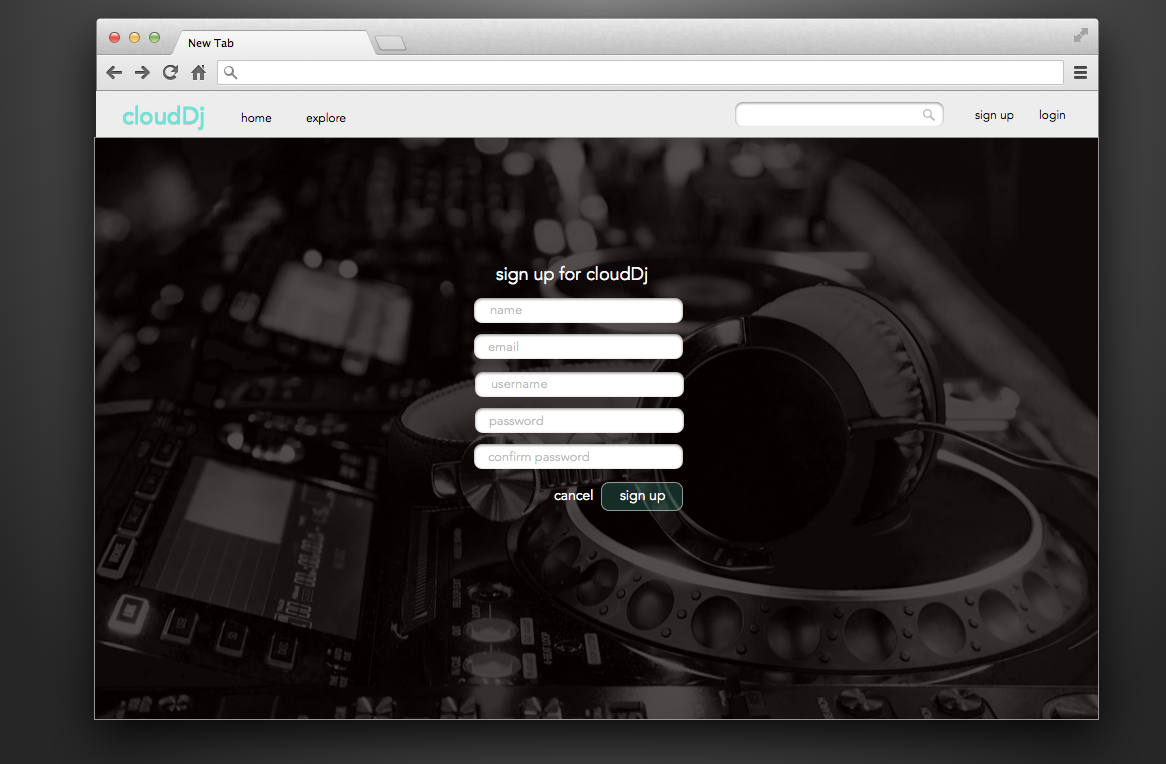 New Tab
cloudDj home explore sign up login
sign up for cloudDj
name
email
username
password
confirm password
cancel sign up